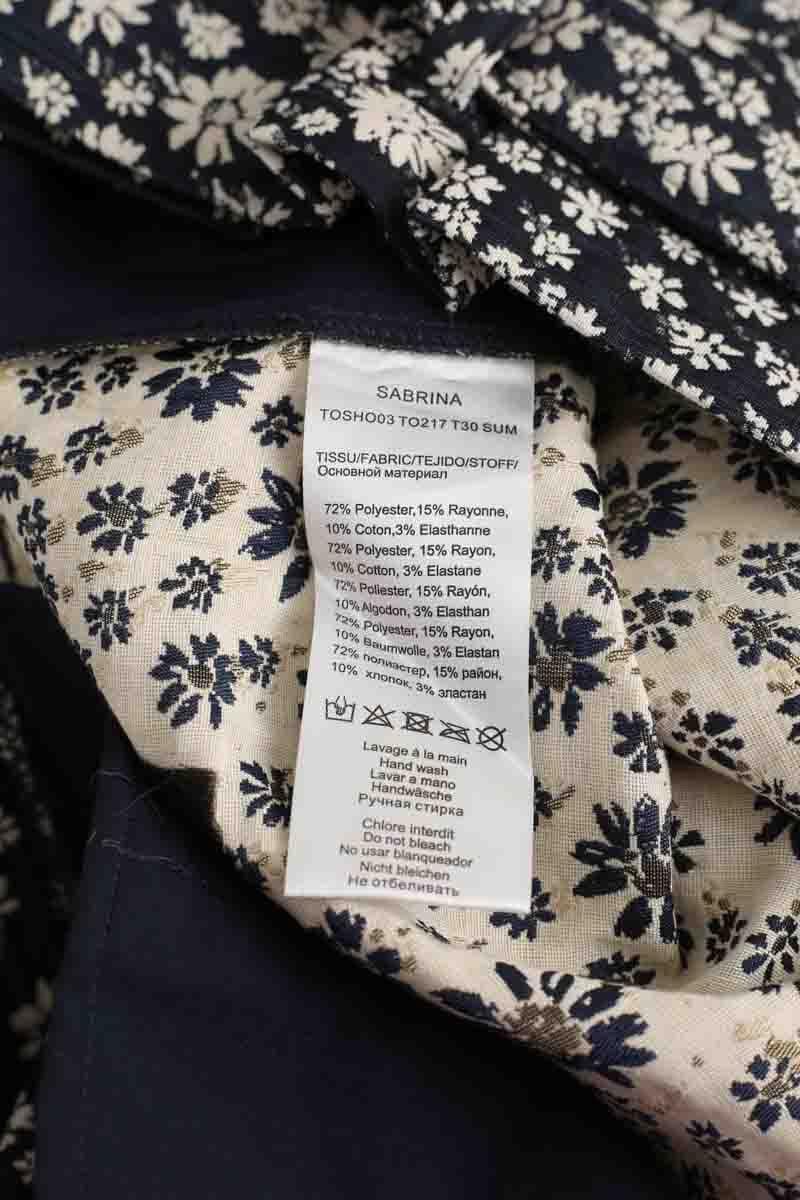 SABRINA
TOSHO03 TO217 T30 SUM
TISSU/FABRIC/TEJIDO/STOFF/
Основной материал
72% Polyester,15% Rayonne,
10% Coton,3% Elasthanne
72% Polyester, 15% Rayon,
10% Cotton, 3% Elastane
72% Poliester, 15% Rayón,
10% Algodon, 3% Elasthan
72% Polyester, 15% Rayon,
10% Baumwolle, 3% Elastan
72% полиастер, 15% район,
10% хлопок, 3% эластан
Lavage à la main
Hand wash
Lavar a mano
Handwäsche
Ручная стирка
Chlore interdit
Do not bleach
No usar blanqueador
Nicht bleichen
Не отбеливать